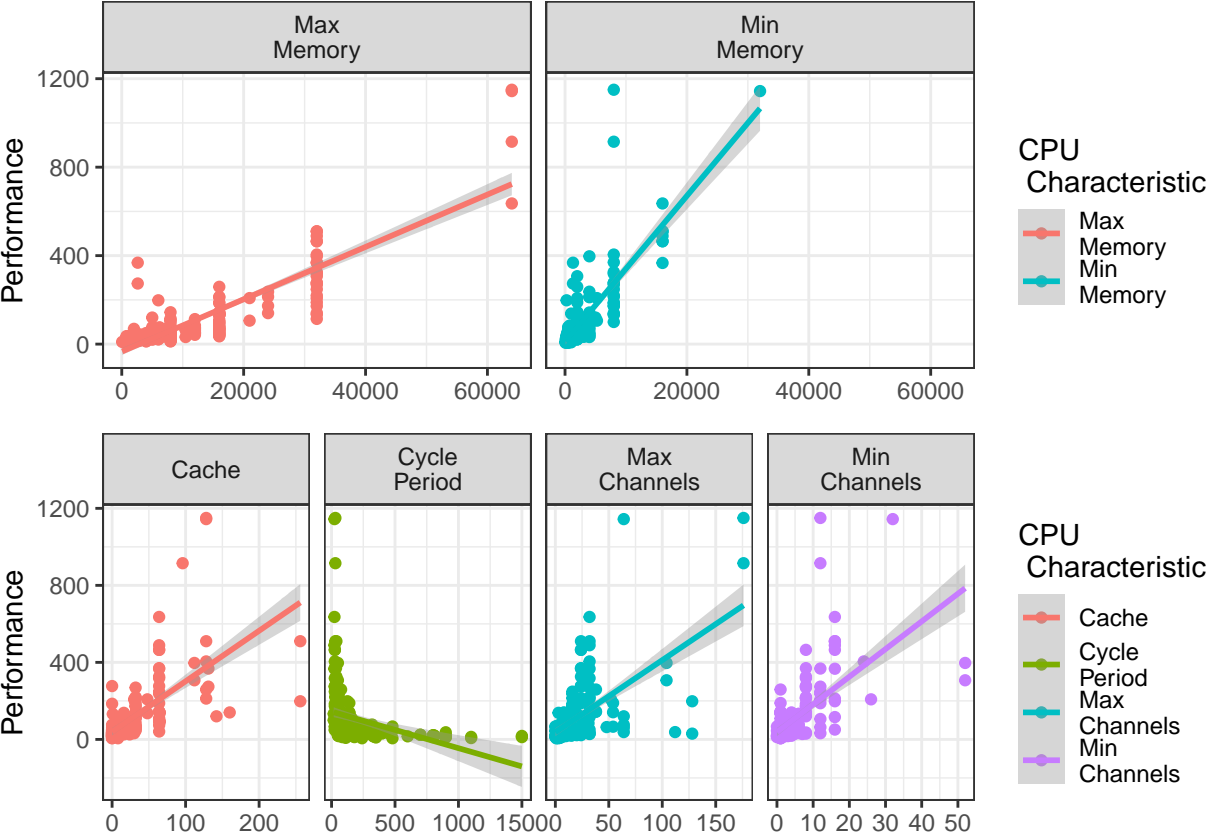 Max
Memory
Min
Memory
Performance
1200
800
400
0
0
20000
40000
60000
0
20000
40000
60000
CPU
Characteristic
Max
Memory
Min
Memory
Cache
Cycle
Period
Max
Channels
Min
Channels
Performance
1200
800
400
0
0
100
200
0
500
1000
1500
0
50
100
150
0
10
20
30
40
50
CPU
Characteristic
Cache
Cycle
Period
Max
Channels
Min
Channels